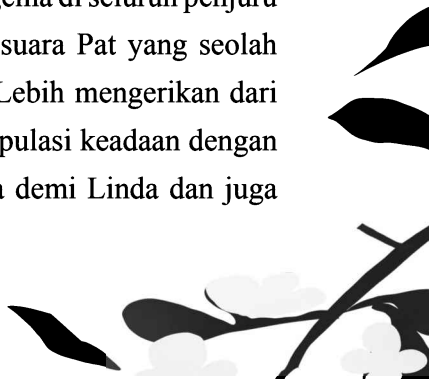 di seluruh penjuru
suara Pat yang seolah
Lebih mengerikan dari
pulasi keadaan dengan
demi Linda dan juga